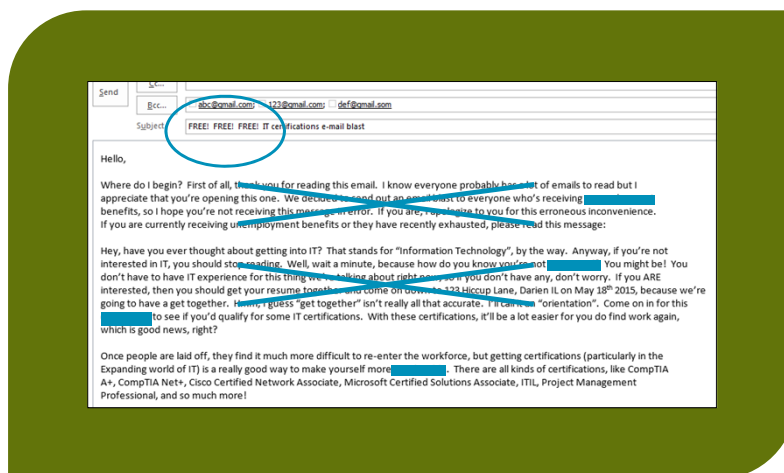 Send
Cc...
Bcc...
abc@gmail.com; 123@gmail.com; def@gmail.som
Subject
FREE! FREE! FREE! IT certifications e-mail blast
Hello,
Where do I begin? First of all, thank you for reading this email. I know everyone probably has a lot of emails to read but I
appreciate that you're opening this one. We decided to send out an email blast to everyone who's receiving
benefits, so I hope you're not receiving this message in error. If you are, I apologize to you for this erroneous inconvenience.
If you are currently receiving unemployment benefits or they have recently exhausted, please read this message:
Hey, have you ever thought about getting into IT? That stands for "Information Technology", by the way. Anyway, if you're not
interested in IT, you should stop reading. Well, wait a minute, because how do you know you're not You might be! You
don't have to have IT experience for this thing we're talking about right now, so if you don't have any, don't worry. If you ARE
interested, then you should get your resume together and come on down to 123 Hiccup Lane, Darien IL on May 18th 2015, because we're
going to have a get together. Hmm, I guess "get together" isn't really all that accurate. I'll call it an "orientation". Come on in for this
to see if you'd qualify for some IT certifications. With these certifications, it'll be a lot easier for you do find work again,
which is good news, right?
Once people are laid off, they find it much more difficult to re-enter the workforce, but getting certifications (particularly in the
Expanding world of IT) is a really good way to make yourself more . There are all kinds of certifications, like CompTIA
A+, CompTIA Net+, Cisco Certified Network Associate, Microsoft Certified Solutions Associate, ITIL, Project Management
Professional, and so much more!